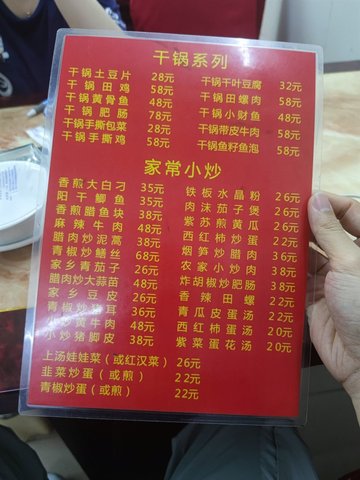 干锅系列
干锅土豆片 28元
干锅田鸡 58元
干锅黄骨鱼 48元
干锅肥肠 78元
干锅手撕包菜 28元
干锅手撕鸡 58元
干锅千叶豆腐 32元
干锅田螺肉 58元
干锅小财鱼 48元
干锅带皮牛肉 58元
干锅鱼籽鱼泡 58元
家常小炒
香煎大白刁 35元
阳干鲫鱼 35元
香煎腊鱼块 38元
麻辣牛肉 48元
腊肉炒泥蒿 38元
青椒炒鳝丝 68元
家乡青茄子 26元
腊肉炒大蒜苗 48元
家乡豆皮 26元
青椒炒猪耳 36元
小炒黄牛肉 48元
小炒猪脚皮 38元
铁板水晶粉 26元
肉沫茄子煲 26元
紫苏煎黄瓜 26元
西红柿炒蛋 22元
烟笋炒腊肉 36元
农家小炒肉 38元
炸胡椒炒肥肠 38元
香辣田螺 22元
青瓜皮蛋汤 22元
西红柿蛋汤 20元
紫菜蛋花汤 20元
上汤娃娃菜（或红汉菜） 26元
韭菜炒蛋（或煎） 22元
青椒炒蛋（或煎） 22元